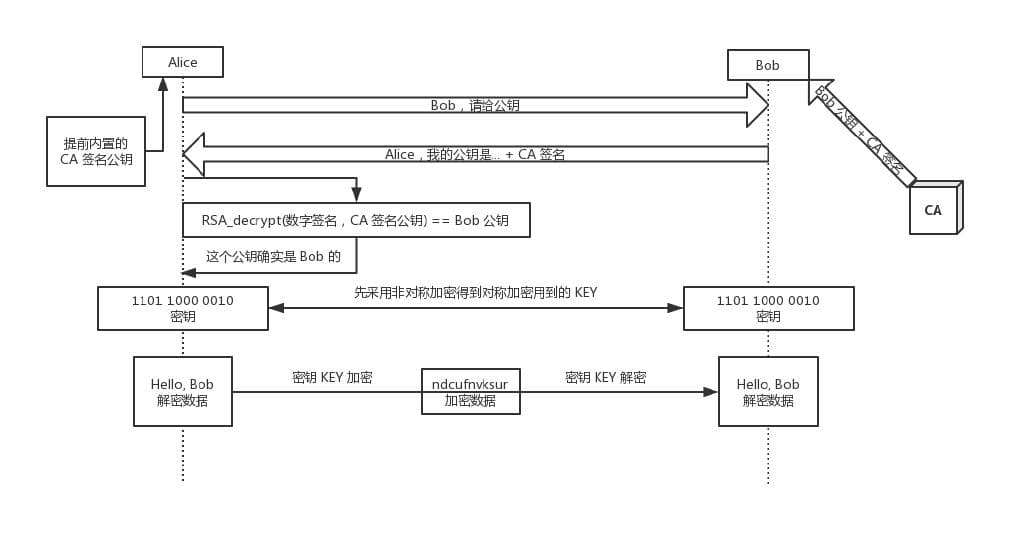 Alice
Bob
Bob，请给公钥
Bob 公钥 + CA 签名
提前内置的
CA 签名公钥
Alice，我的公钥是... + CA 签名
CA
RSA_decrypt(数字签名，CA 签名公钥) == Bob 公钥
这个公钥确实是 Bob 的
先采用非对称加密得到对称加密用到的 KEY
1101 1000 0010
密钥
1101 1000 0010
密钥
Hello, Bob
解密数据
密钥 KEY 加密
ndcufnvksur
加密数据
密钥 KEY 解密
Hello, Bob
解密数据